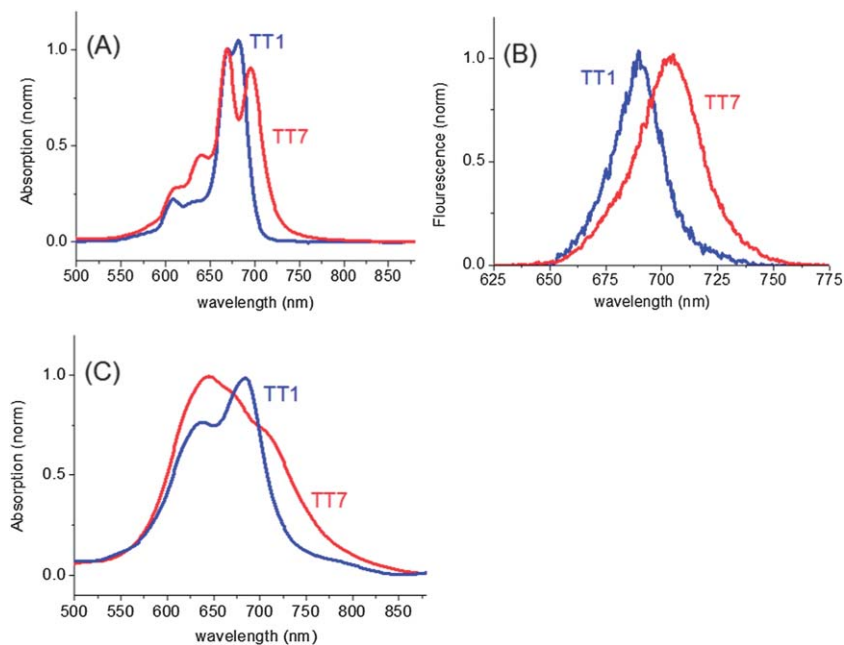 (A)
TT1
TT7
Absorption (norm)
1.0
0.5
0.0
500 550 600 650 700 750 800 850
wavelength (nm)
(B)
TT1
TT7
Flourescence (norm)
1.0
0.5
0.0
625 650 675 700 725 750 775
wavelength (nm)
(C)
TT1
TT7
Absorption (norm)
1.0
0.5
0.0
500 550 600 650 700 750 800 850
wavelength (nm)